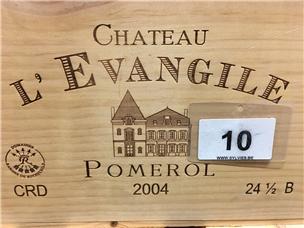 CHATEAU
L'EVANGILE
10
WWW.SYLVIES.BE
POMEROL
CRD 2004 24 ½ B